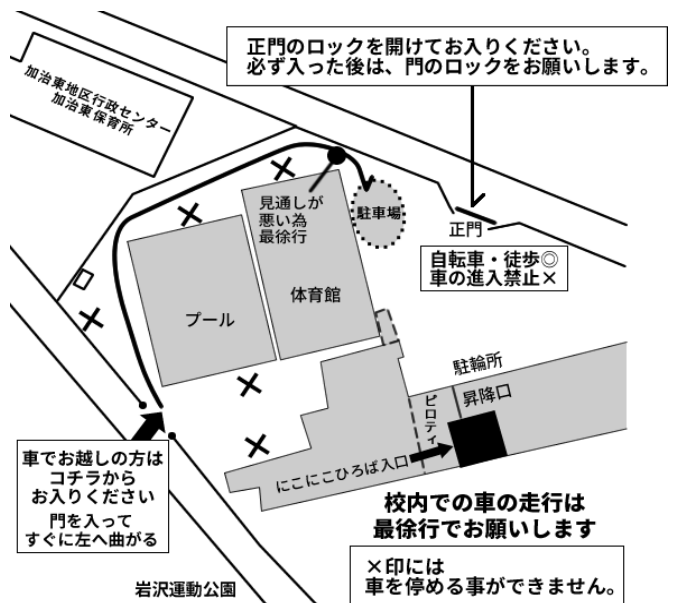 正門のロックを開けてお入りください。
必ず入った後は、門のロックをお願いします。
加治東地区行政センター
加治東保育所
見通しが
悪い為
最徐行
駐車場
正門
自転車・徒歩◎
車の進入禁止×
プール
体育館
駐輪所
昇降口
ピロティ
にこにこひろば入口
車でお越しの方は
コチラから
お入りください
門を入って
すぐに左へ曲がる
校内での車の走行は
最徐行でお願いします
×印には
車を停める事ができません。
岩沢運動公園